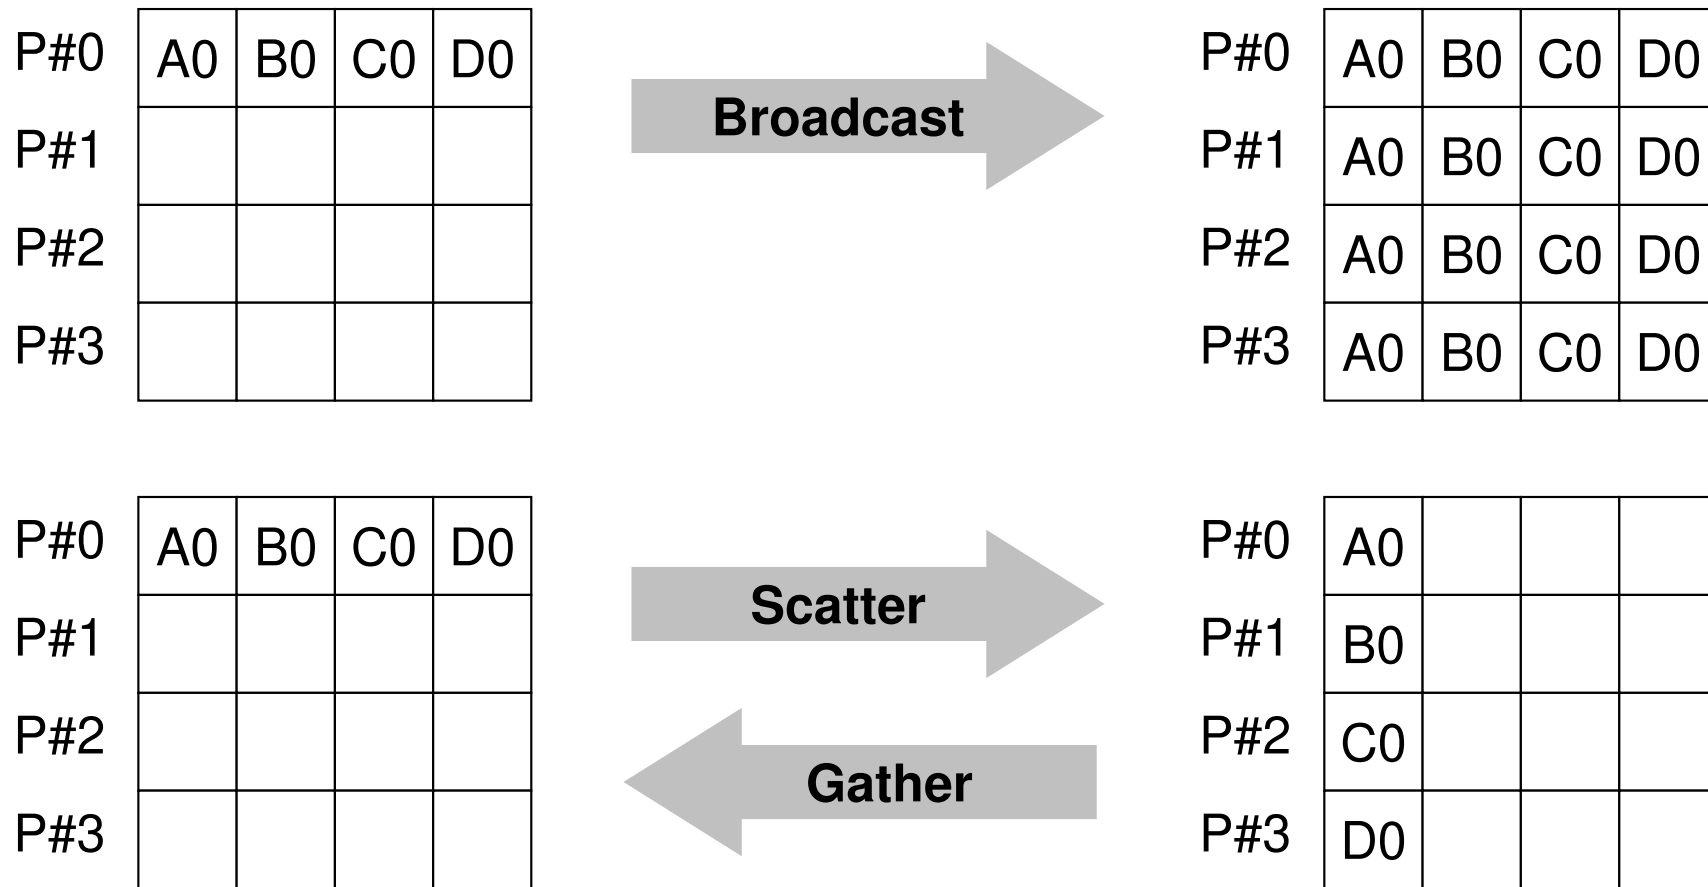 P#0 A0 B0 C0 D0 Broadcast P#0 A0 B0 C0 D0
P#1 P#1 A0 B0 C0 D0
P#2 P#2 A0 B0 C0 D0
P#3 P#3 A0 B0 C0 D0
P#0 A0 B0 C0 D0 Scatter P#0 A0
P#1 P#1 B0
P#2 Gather P#2 C0
P#3 P#3 D0